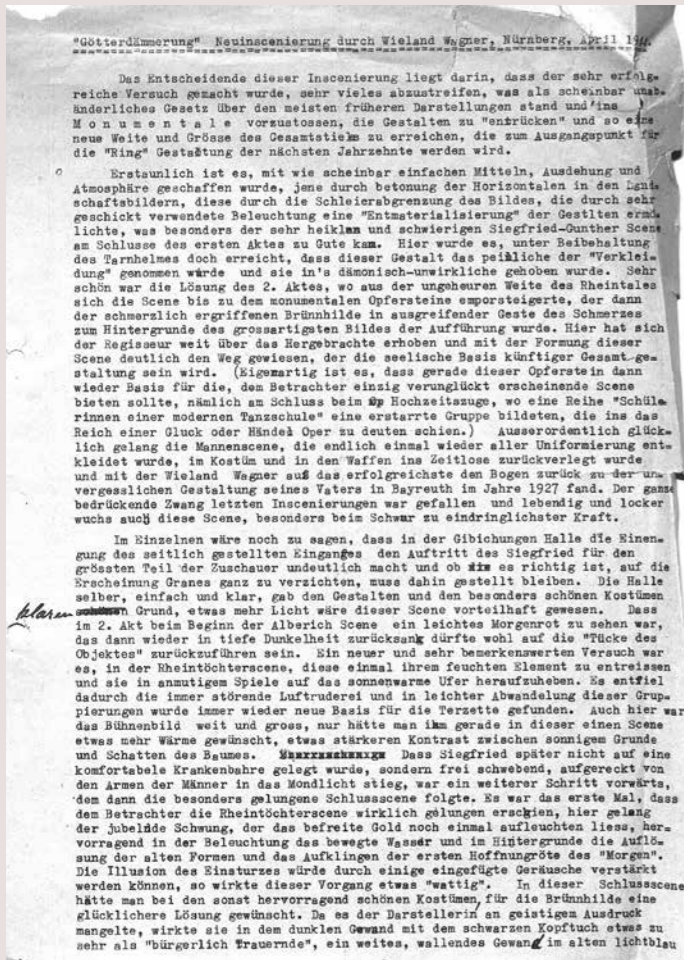 "Götterdämmerung" Neuinscenierung durch Wieland Wagner, Nürnberg, April
Das Entscheidende dieser Inscenierung liegt darin, dass der sehr erfolg=
reiche Versuch gemacht wurde, sehr vieles abzustreifen, was als scheinbar unab=
änderliches Gesetz über den meisten früheren Darstellungen stand und ins
M o n u m e n t a l e vorzustossen, die Gestalten zu "entrücken" und so eine
neue Weite und Grösse des Gesamtstiels zu erreichen, die zum Ausgangspunkt für
die "Ring" Gestaltung der nächsten Jahrzehnte werden wird.
Erstaunlich ist es, mit wie scheinbar einfachen Mitteln, Ausdehung und
Atmosphäre geschaffen wurde, jene durch betonung der Horizontalen in den
schaftsbildern, diese durch die Schleierabgrenzung des Bildes, die durch sehr
geschickt verwendete Beleuchtung eine "Entmaterialisierung" der Gestlten ermö
lichte, was besonders der sehr heiklen und schwierigen Siegfried-Gunther Scene
am Schlusse des ersten Aktes zu Gute kam. Hier wurde es, unter Beibehaltung
des Tarnhelmes doch erreicht, dass dieser Gestalt das peinliche der "Verklei=
dung" genommen wurde und sie in's dämonisch-unwirkliche gehoben wurde. Sehr
schön war die Lösung des 2. Aktes, wo aus der ungeheuren Weite des Rheintales
sich die Scene bis zu dem monumentalen Opfersteine emporsteigerte, der dann
der schmerzlich ergriffenen Brünnhilde in ausgreifender Geste des Schmerzes
zum Hintergrunde des grossartigsten Bildes der Aufführung wurde. Hier hat sich
der Regisseur weit über das Hergebrachte erhoben und mit der Formung dieser
Scene deutlich den Weg gewiesen, der die seelische Basis künftiger Gesamt-ge=
staltung sein wird. (Eigenartig ist es, dass gerade dieser Opferstein dann
wieder Basis für die, dem Betrachter einzig verunglückt erscheinende Scene
bieten sollte, nämlich am Schluss beim Hochzeitszuge, wo eine Reihe "Schüle=
rinnen einer modernen Tanzschule" eine erstarrte Gruppe bildeten, die ins das
Reich einer Gluck oder Händel Oper zu deuten schien.) Ausserordentlich glück=
lich gelang die Mannenscene, die endlich einmal wieder aller Uniformierung ent=
kleidet wurde, im Kostüm und in den Waffen ins Zeitlose zurückverlegt wurde
und mit der Wieland Wagner auf das erfolgreichste den Bogen zurück zu der un=
vergesslichen Gestaltung seines Vaters in Bayreuth im Jahre 1927 fand. Der ganze
bedrückende Zwang letzten Inscenierungen war gefallen und lebendig und locker
wuchs auch diese Scene, besonders beim Schwur zu eindringlichster Kraft.
Im Einzelnen wäre noch zu sagen, dass in der Gibichungen Halle die Einen=
gung des seitlich gestellten Einganges den Auftritt des Siegfried für den
grössten Teil der Zuschauer undeutlich macht und ob es richtig ist, auf die
Erscheinung Granes ganz zu verzichten, muss dahin gestellt bleiben. Die Halle
selber, einfach und klar, gab den Gestalten und den besonders schönen Kostümen
klaren Grund, etwas mehr Licht wäre dieser Scene vorteilhaft gewesen. Dass
im 2. Akt beim Beginn der Alberich Scene ein leichtes Morgenrot zu sehen war,
das dann wieder in tiefe Dunkelheit zurücksank dürfte wohl auf die "Tücke des
Objektes" zurückzuführen sein. Ein neuer und sehr bemerkenswerten Versuch war
es, in der Rheintöchterscene, diese einmal ihrem feuchten Element zu entreissen
und sie in anmutigem Spiele auf das sonnenwarme Ufer heraufzuheben. Es entfiel
dadurch die immer störende Luftruderei und in leichter Abwandelung dieser Grup=
pierungen wurde immer wieder neue Basis für die Terzette gefunden. Auch hier war
das Bühnenbild weit und gross, nur hätte man gerade in dieser einen Scene
etwas mehr Wärme gewünscht, etwas stärkeren Kontrast zwischen sonnigem Grunde
und Schatten des Baumes. Dass Siegfried später nicht auf eine
komfortabele Krankenbahre gelegt wurde, sondern frei schwebend, aufgereckt von
den Armen der Männer in das Mondlicht stieg, war ein weiterer Schritt vorwärts,
dem dann die besonders gelungene Schlussscene folgte. Es war das erste Mal, dass
dem Betrachter die Rheintöchterscene wirklich gelungen erschien, hier gelang
der jubelnde Schwung, der das befreite Gold noch einmal aufleuchten liess, her=
vorragend in der Beleuchtung das bewegte Wasser und im Hintergrunde die Auflö=
sung der alten Formen und das Aufklingen der ersten Hoffnungröte des "Morgen".
Die Illusion des Einsturzes würde durch einige eingefügte Geräusche verstärkt
werden können, so wirkte dieser Vorgang etwas "wattig". In dieser Schlussscene
hätte man bei den sonst hervorragend schönen Kostümen, für die Brünnhilde eine
glücklichere Lösung gewünscht. Da es der Darstellerin an geistigem Ausdruck
mangelte, wirkte sie in dem dunklen Gewand mit dem schwarzen Kopftuch etwas zu
sehr als "bürgerlich Trauernde", ein weites, wallendes Gewand im alten lichtblau